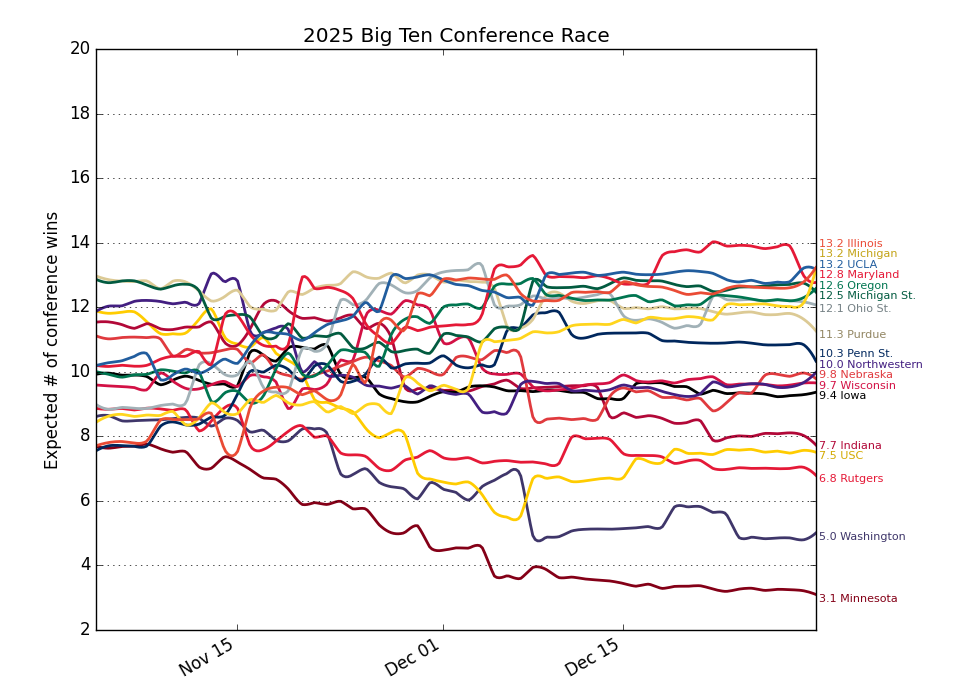 2025 Big Ten Conference Race
Expected # of conference wins
20
18
16
14
12
10
8
6
4
2
Nov 15
Dec 01
Dec 15
13.2 Illinois
13.2 Michigan
13.2 UCLA
12.8 Maryland
12.6 Oregon
12.5 Michigan St.
12.1 Ohio St.
11.3 Purdue
10.3 Penn St.
10.0 Northwestern
9.8 Nebraska
9.7 Wisconsin
9.4 Iowa
7.7 Indiana
7.5 USC
6.8 Rutgers
5.0 Washington
3.1 Minnesota